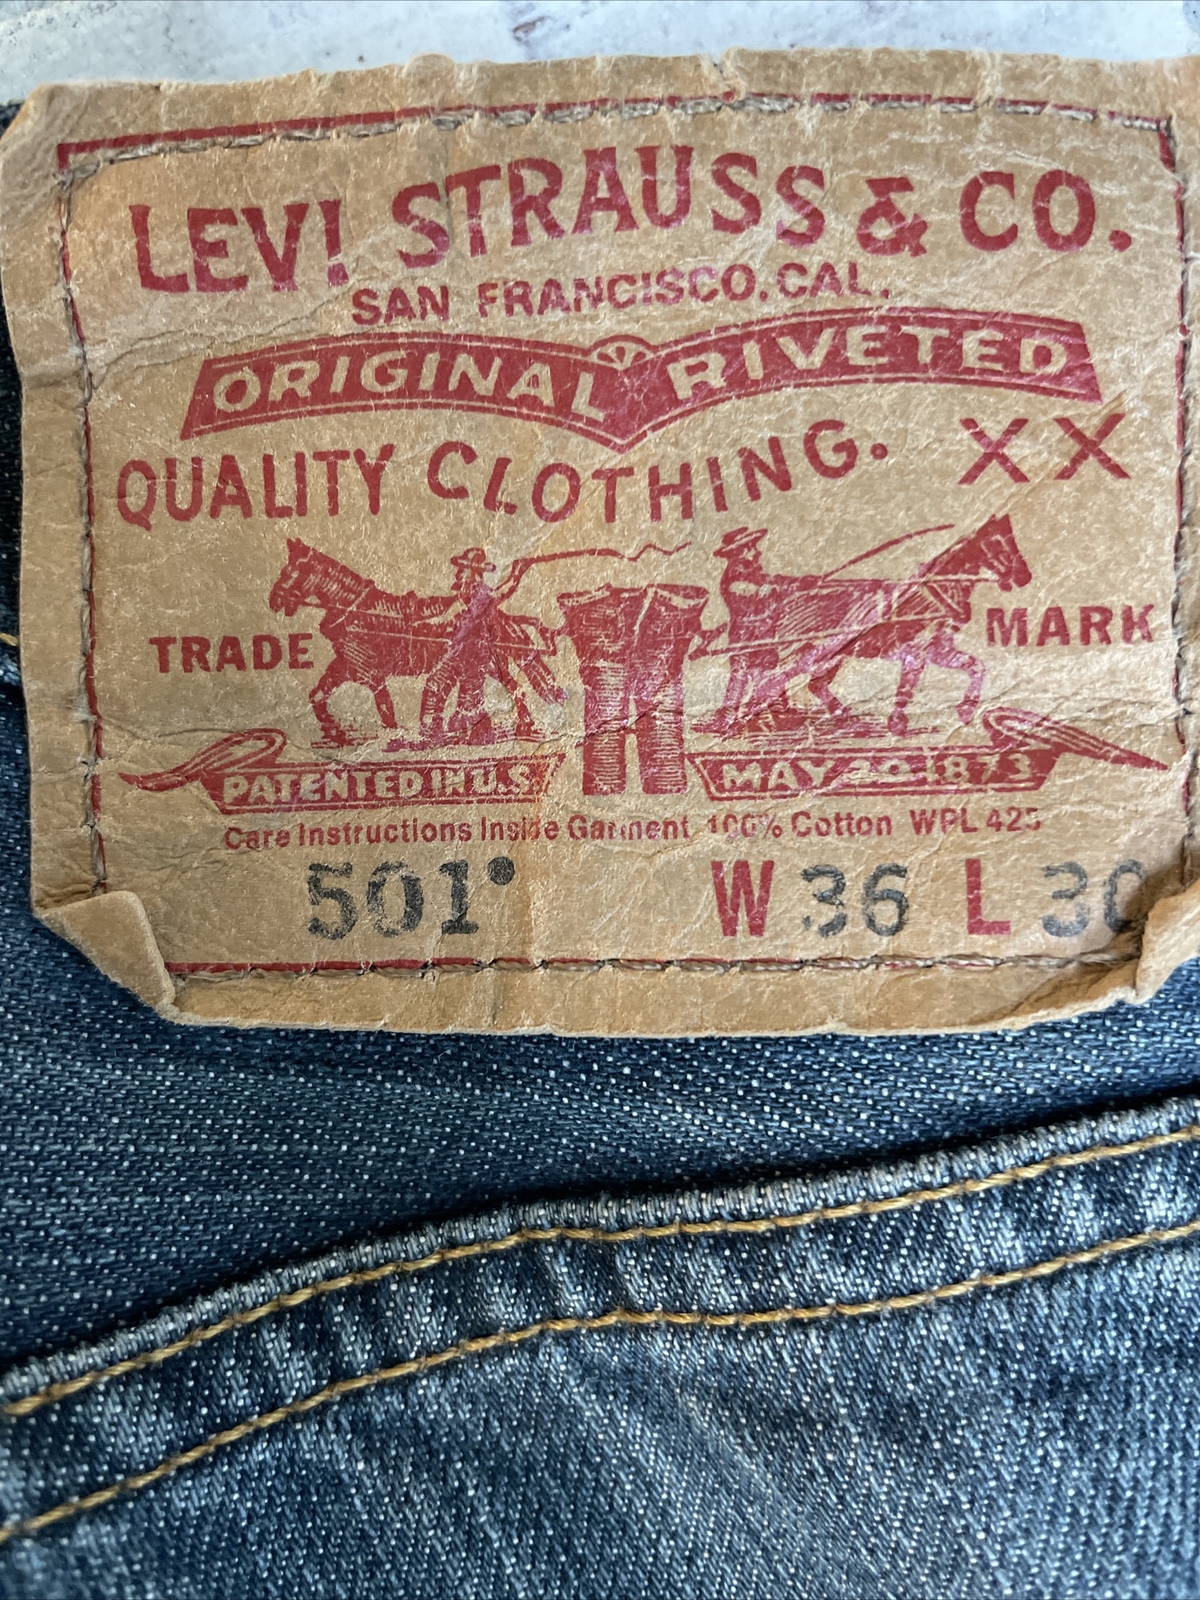 LEVI STRAUSS & CO.
SAN FRANCISCO, CAL.
ORIGINAL RIVETED
QUALITY CLOTHING. XX
TRADE MARK
PATENTED IN U.S. MAY 20 1873
Care Instructions Inside Garment 100% Cotton WPL 423
501® W 36 L 30